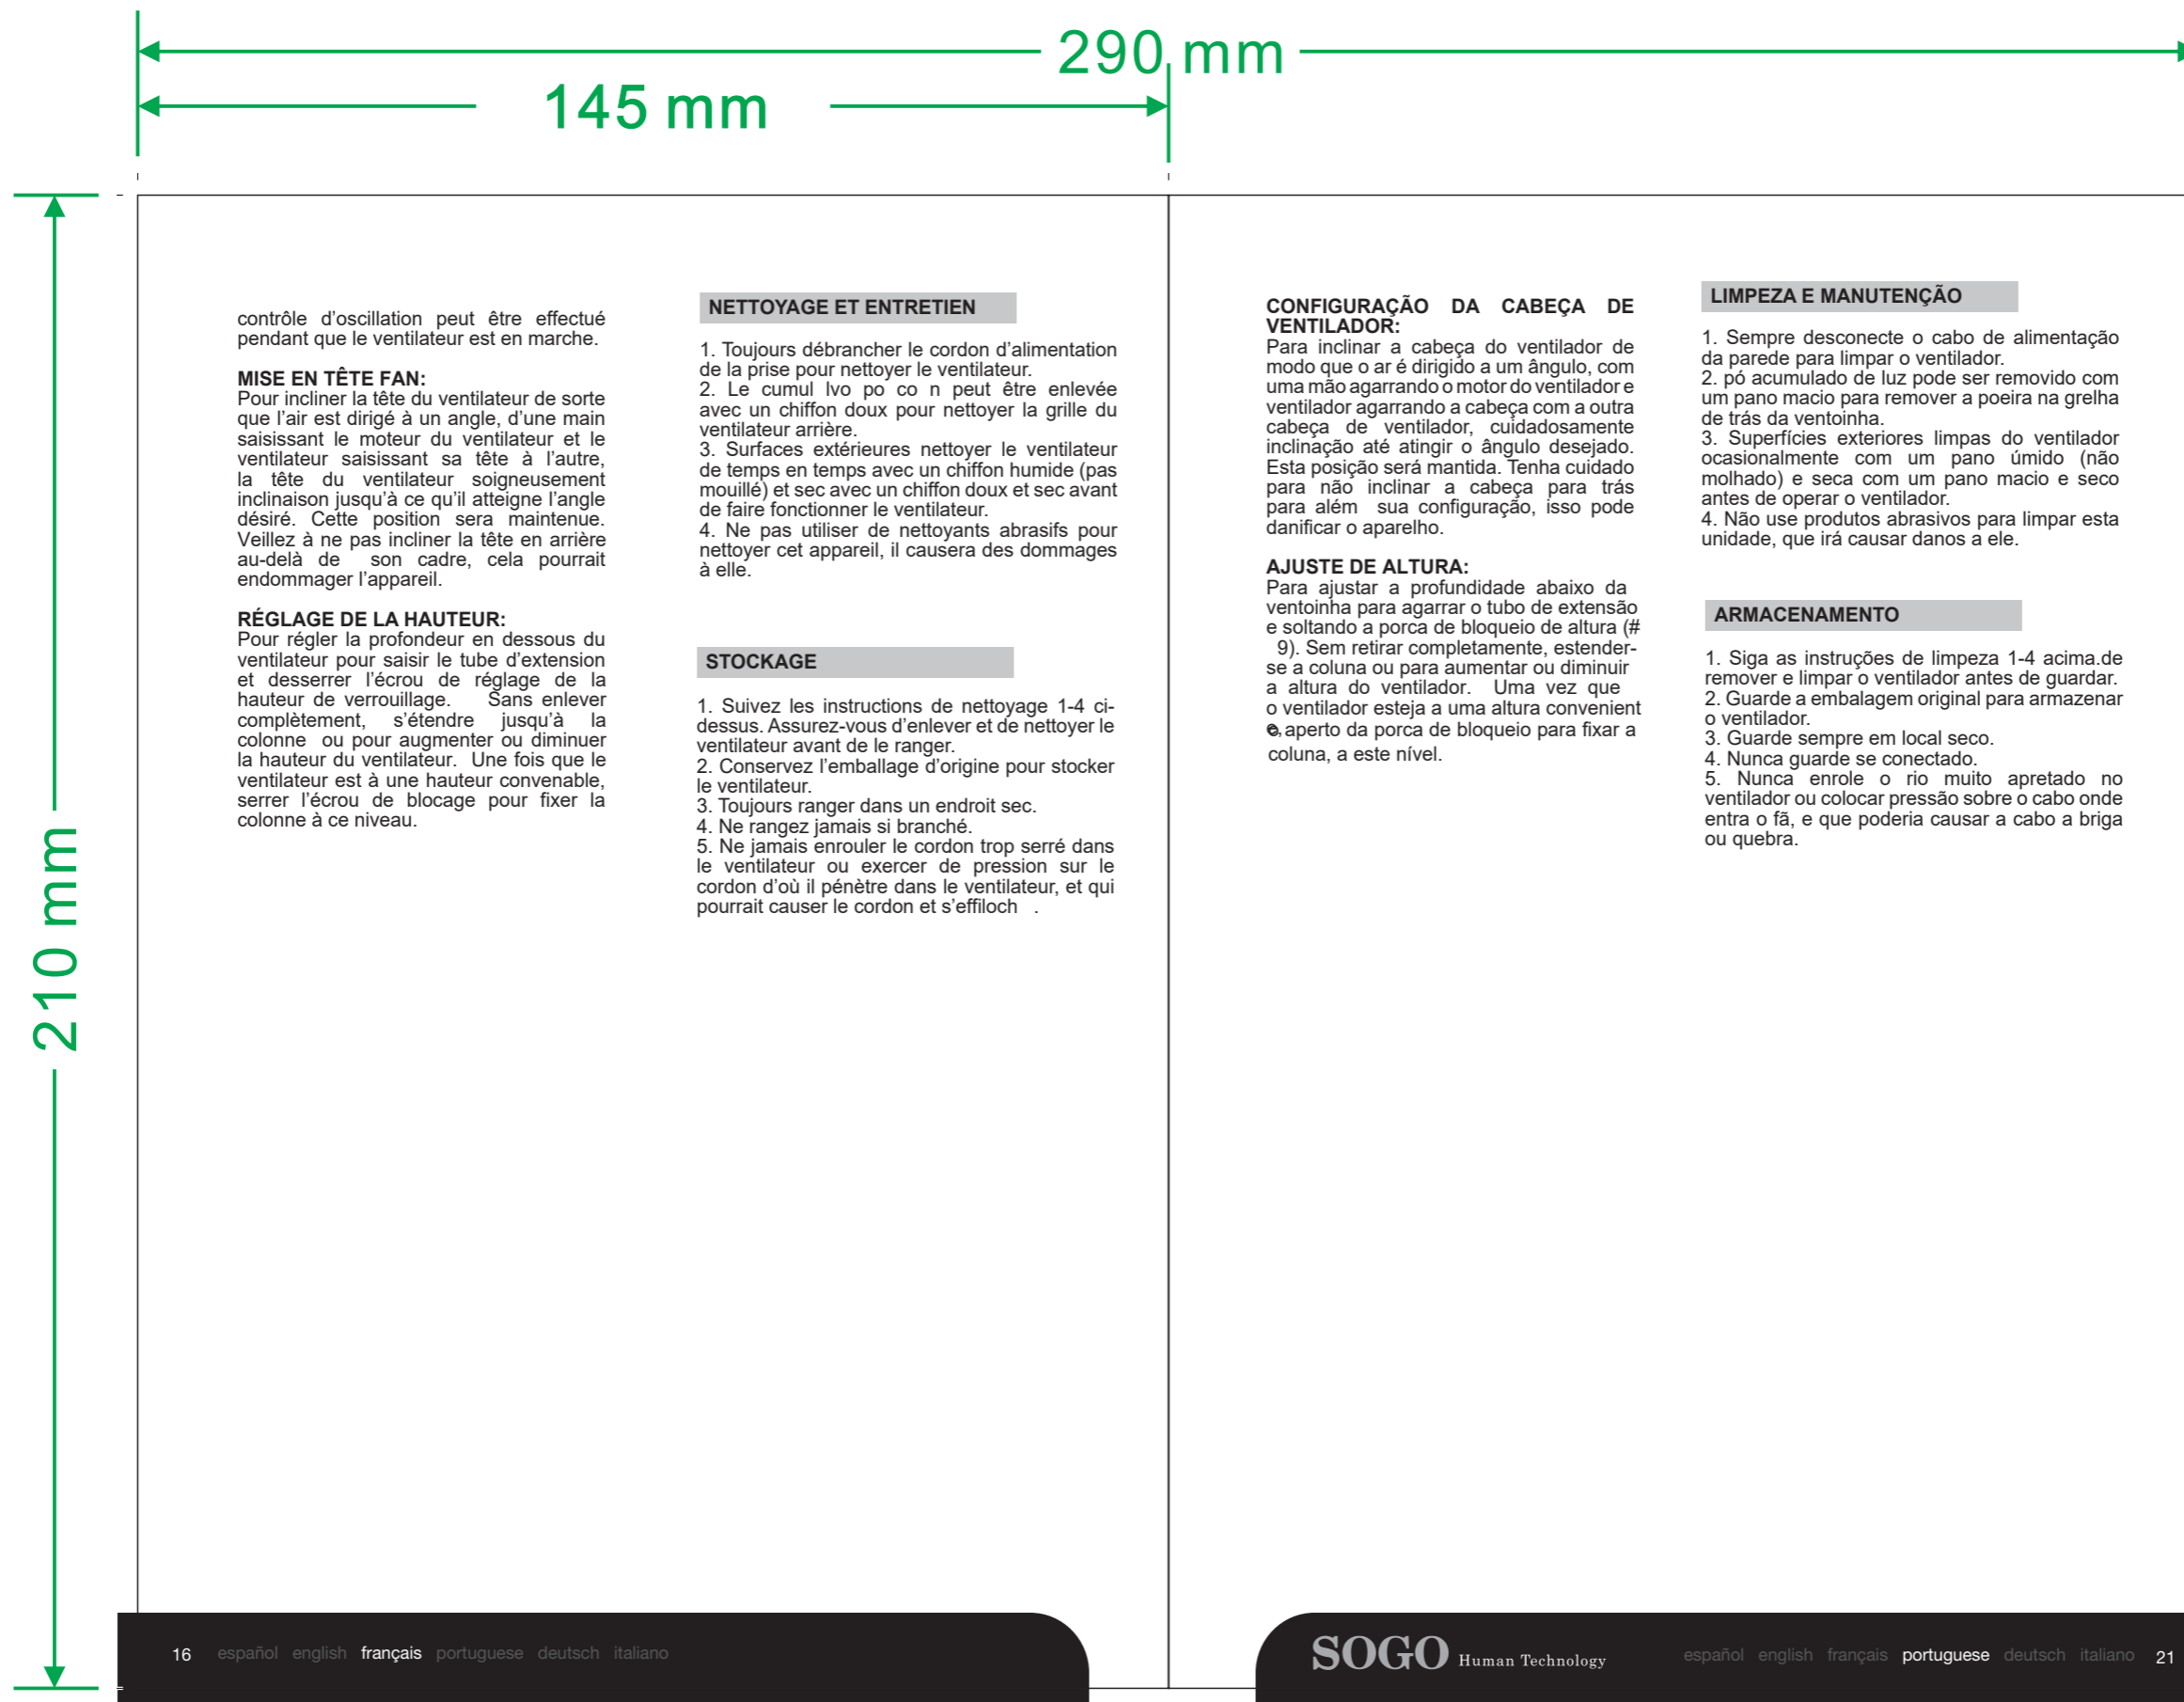 290 mm
145 mm
210 mm
contrôle d’oscillation peut être effectué
pendant que le ventilateur est en marche.
MISE EN TÊTE FAN:
Pour incliner la tête du ventilateur de sorte
que l’air est dirigé à un angle, d’une main
saisissant le moteur du ventilateur et le
ventilateur saisissant sa tête à l’autre,
la tête du ventilateur soigneusement
inclinaison jusqu’à ce qu’il atteigne l’angle
désiré. Cette position sera maintenue.
Veillez à ne pas incliner la tête en arrière
au-delà de son cadre, cela pourrait
endommager l’appareil.
RÉGLAGE DE LA HAUTEUR:
Pour régler la profondeur en dessous du
ventilateur pour saisir le tube d’extension
et desserrer l’écrou de réglage de la
hauteur de verrouillage. Sans enlever
complètement, s’étendre jusqu’à la
colonne ou pour augmenter ou diminuer
la hauteur du ventilateur. Une fois que le
ventilateur est à une hauteur convenable,
serrer l’écrou de blocage pour fixer la
colonne à ce niveau.
NETTOYAGE ET ENTRETIEN
1. Toujours débrancher le cordon d’alimentation
de la prise pour nettoyer le ventilateur.
2. Le cumul lvo po co n peut être enlevée
avec un chiffon doux pour nettoyer la grille du
ventilateur arrière.
3. Surfaces extérieures nettoyer le ventilateur
de temps en temps avec un chiffon humide (pas
mouillé) et sec avec un chiffon doux et sec avant
de faire fonctionner le ventilateur.
4. Ne pas utiliser de nettoyants abrasifs pour
nettoyer cet appareil, il causera des dommages
à elle.
STOCKAGE
1. Suivez les instructions de nettoyage 1-4 ci-
dessus. Assurez-vous d’enlever et de nettoyer le
ventilateur avant de le ranger.
2. Conservez l’emballage d’origine pour stocker
le ventilateur.
3. Toujours ranger dans un endroit sec.
4. Ne rangez jamais si branché.
5. Ne jamais enrouler le cordon trop serré dans
le ventilateur ou exercer de pression sur le
cordon d’où il pénètre dans le ventilateur, et qui
pourrait causer le cordon et s’effiloch .
16 español english français portuguese deutsch italiano
CONFIGURAÇÃO DA CABEÇA DE
VENTILADOR:
Para inclinar a cabeça do ventilador de
modo que o ar é dirigido a um ângulo, com
uma mão agarrando o motor do ventilador e
ventilador agarrando a cabeça com a outra
cabeça de ventilador, cuidadosamente
inclinação até atingir o ângulo desejado.
Esta posição será mantida. Tenha cuidado
para não inclinar a cabeça para trás
para além sua configuração, isso pode
danificar o aparelho.
AJUSTE DE ALTURA:
Para ajustar a profundidade abaixo da
ventoinha para agarrar o tubo de extensão
e soltando a porca de bloqueio de altura (#
9). Sem retirar completamente, estender-
se a coluna ou para aumentar ou diminuir
a altura do ventilador. Uma vez que
o ventilador esteja a uma altura convenient
e, aperto da porca de bloqueio para fixar a
coluna, a este nível.
LIMPEZA E MANUTENÇÃO
1. Sempre desconecte o cabo de alimentação
da parede para limpar o ventilador.
2. pó acumulado de luz pode ser removido com
um pano macio para remover a poeira na grelha
de trás da ventoinha.
3. Superfícies exteriores limpas do ventilador
ocasionalmente com um pano úmido (não
molhado) e seca com um pano macio e seco
antes de operar o ventilador.
4. Não use produtos abrasivos para limpar esta
unidade, que irá causar danos a ele.
ARMACENAMENTO
1. Siga as instruções de limpeza 1-4 acima.de
remover e limpar o ventilador antes de guardar.
2. Guarde a embalagem original para armazenar
o ventilador.
3. Guarde sempre em local seco.
4. Nunca guarde se conectado.
5. Nunca enrole o rio muito apretado no
ventilador ou colocar pressão sobre o cabo onde
entra o fã, e que poderia causar a cabo a briga
ou quebra.
SOGO Human Technology
español english français portuguese deutsch italiano 21